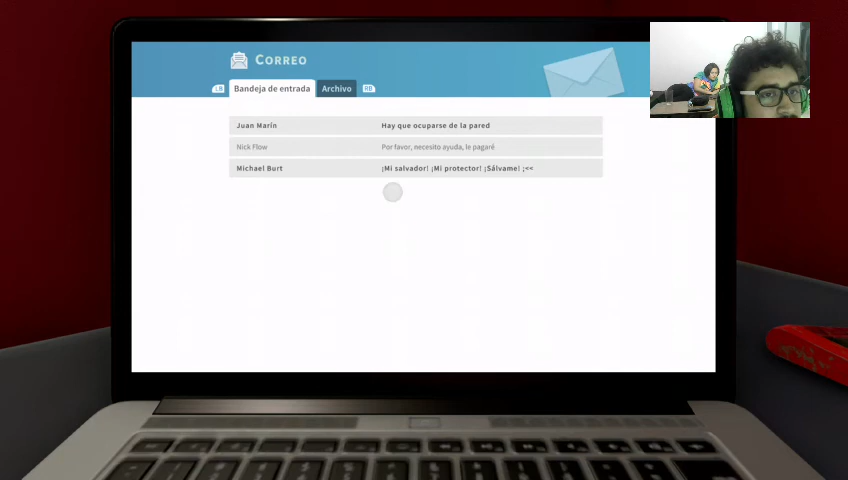 CORREO
LB Bandeja de entrada Archivo RB
Juan Marín Hay que ocuparse de la pared
Nick Flow Por favor, necesito ayuda, le pagaré
Michael Burt ¡Mi salvador! ¡Mi protector! ¡Sálvame! ;<<